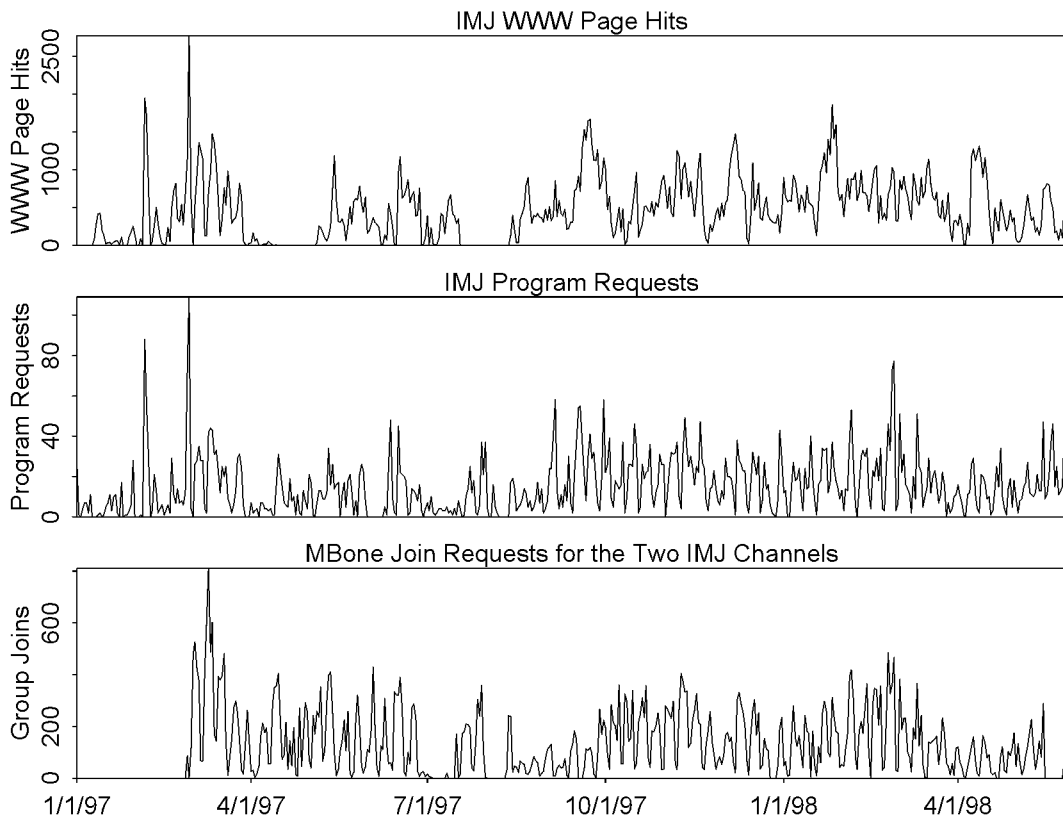 IMJ WWW Page Hits
WWW Page Hits
2500
1000
0
IMJ Program Requests
Program Requests
80
40
0
MBone Join Requests for the Two IMJ Channels
Group Joins
600
200
0
1/1/97 4/1/97 7/1/97 10/1/97 1/1/98 4/1/98